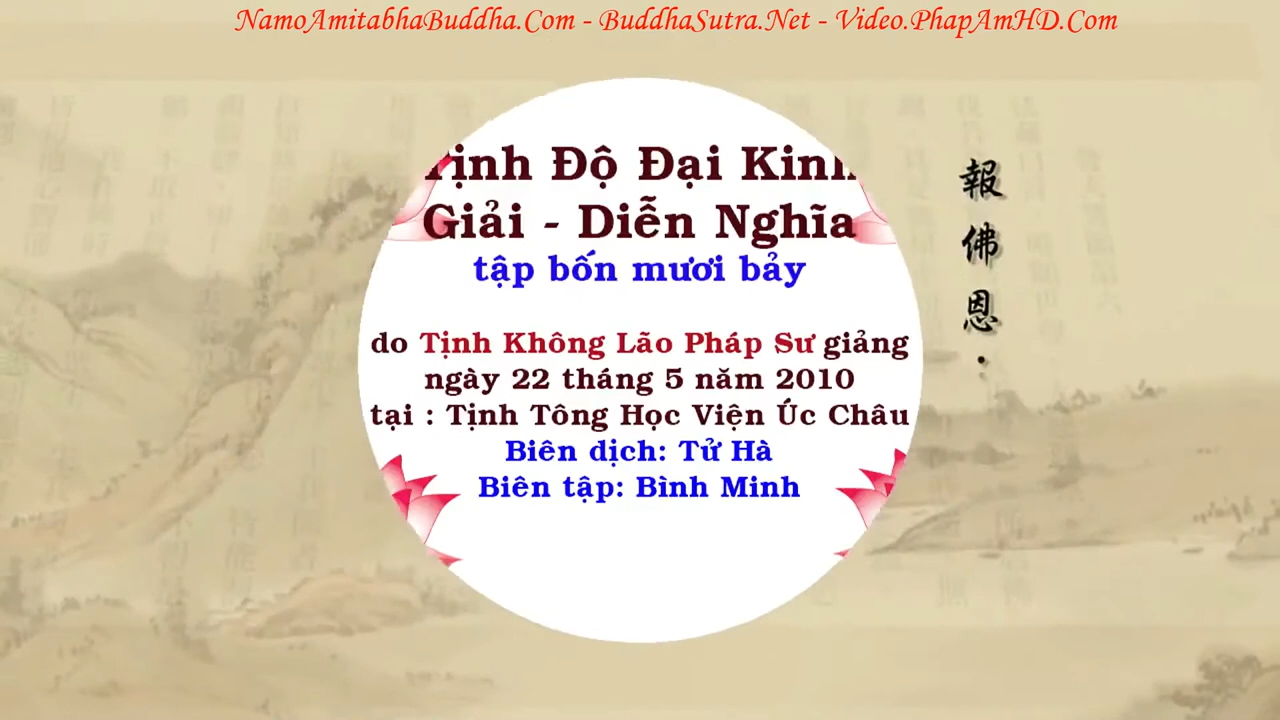 NamoAmitabhaBuddha.Com - BuddhaSutra.Net - Video.PhapAmHD.Com
Tịnh Độ Đại Kinh
Giải - Diễn Nghĩa
tập bốn mươi bảy
do Tịnh Không Lão Pháp Sư giảng
ngày 22 tháng 5 năm 2010
tại : Tịnh Tông Học Viện Úc Châu
Biên dịch: Tử Hà
Biên tập: Bình Minh
報佛恩.